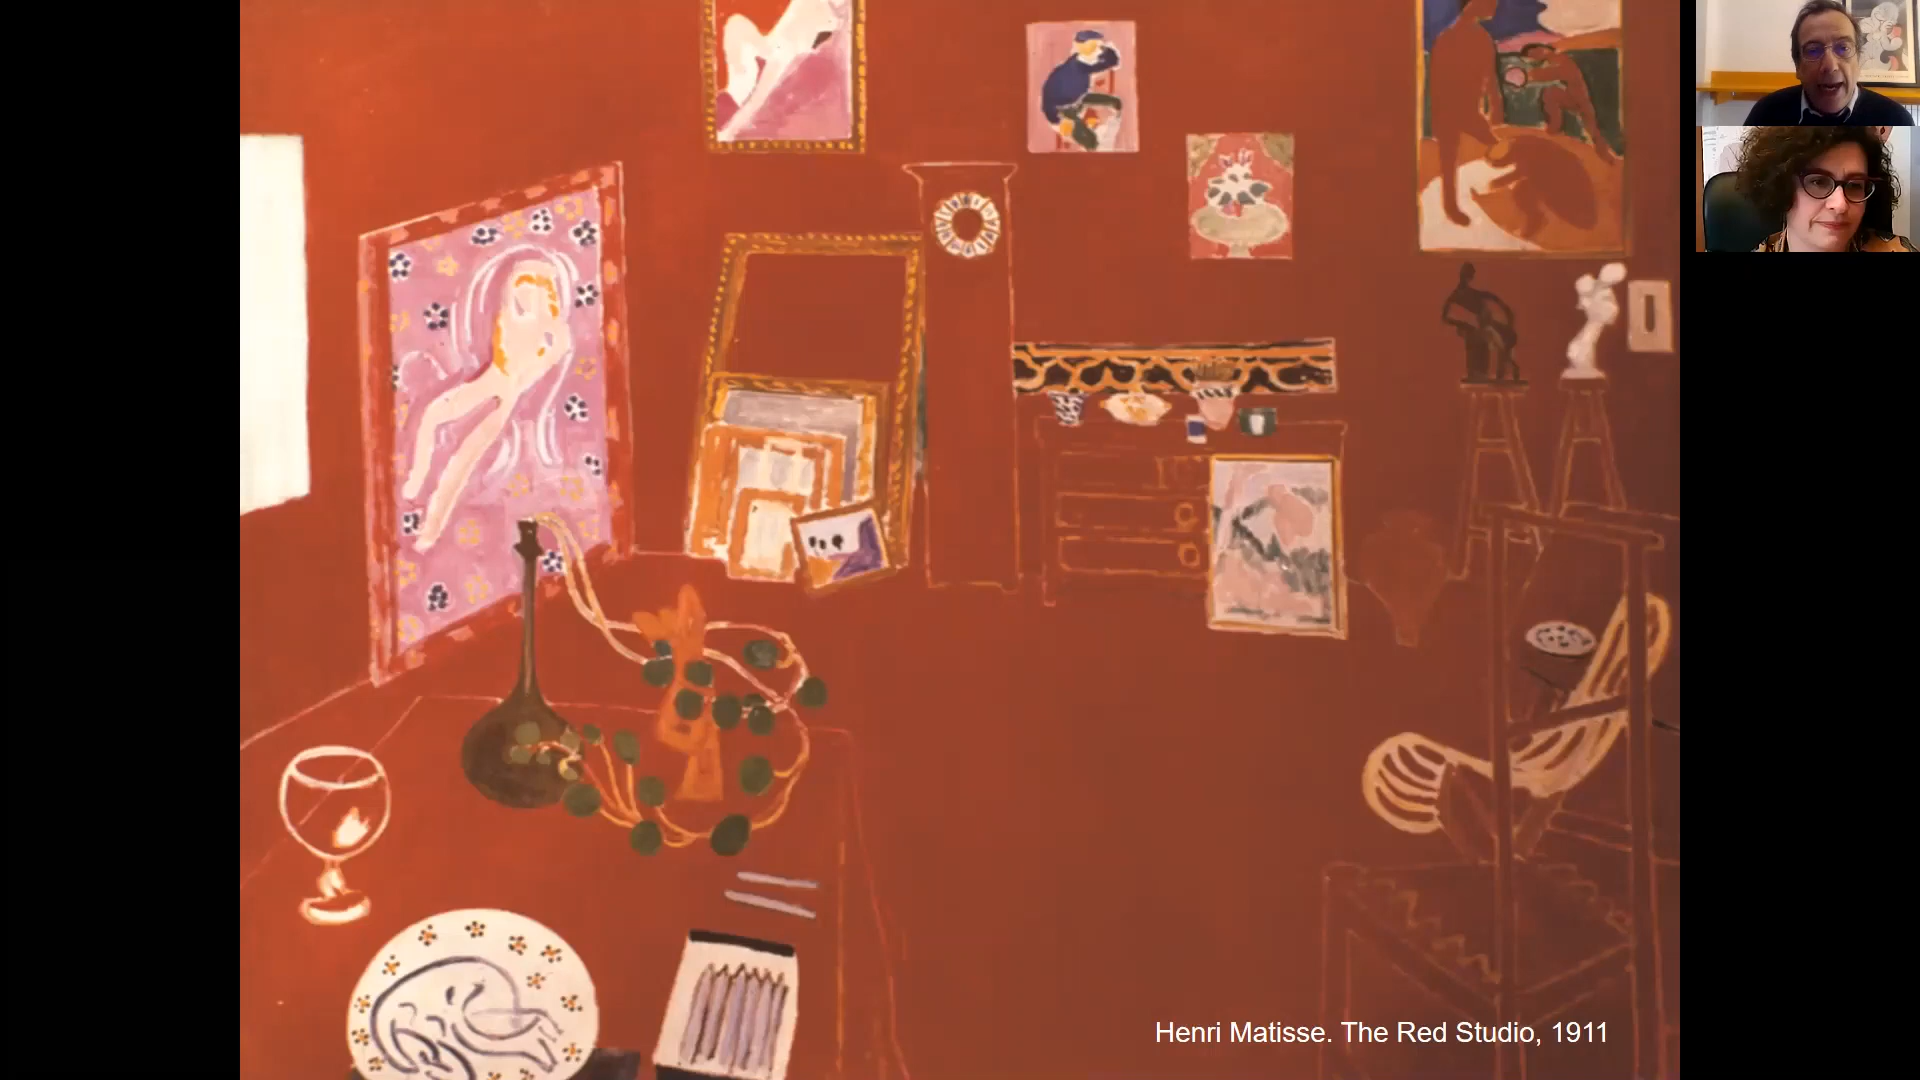 Henri Matisse. The Red Studio, 1911